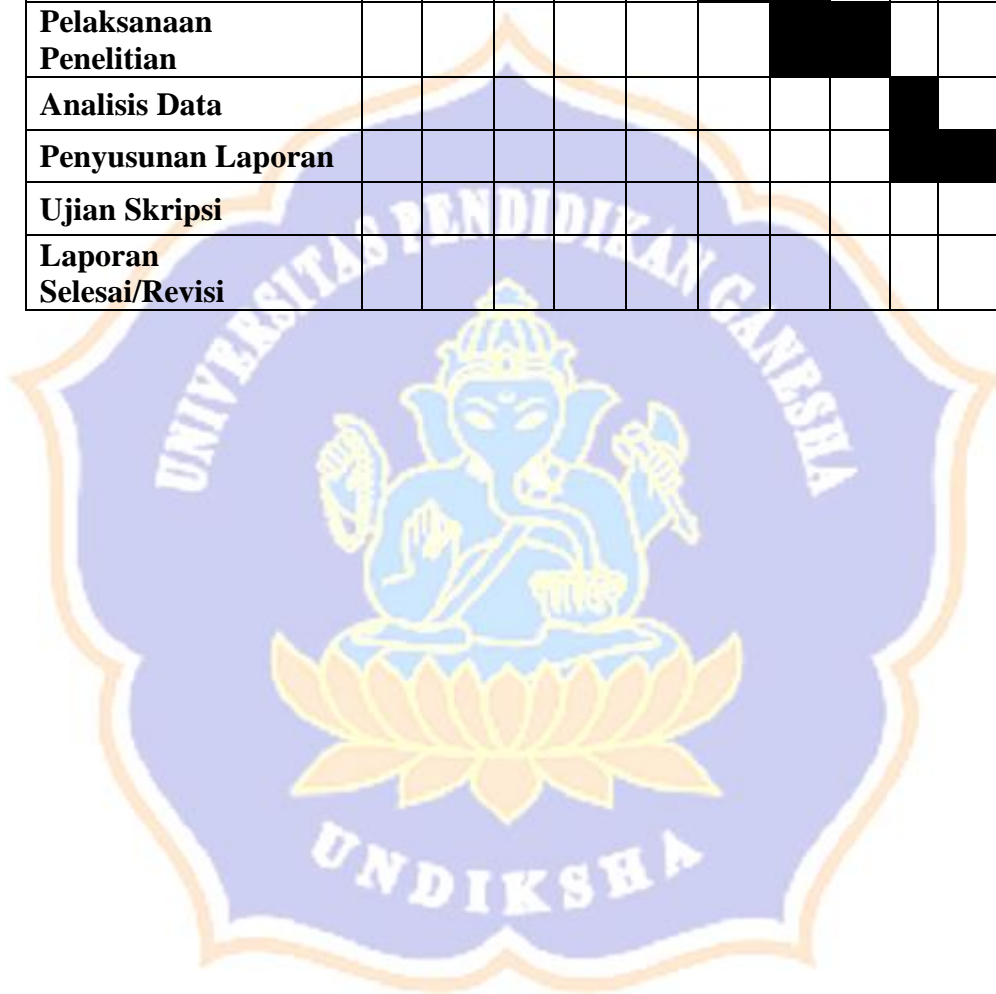 Pelaksanaan
Penelitian
Analisis Data
Penyusunan Laporan
Ujian Skripsi
Laporan
Selesai/Revisi
UNIVERSITAS PENDIDIKAN GANESHA
UNDIKSHA